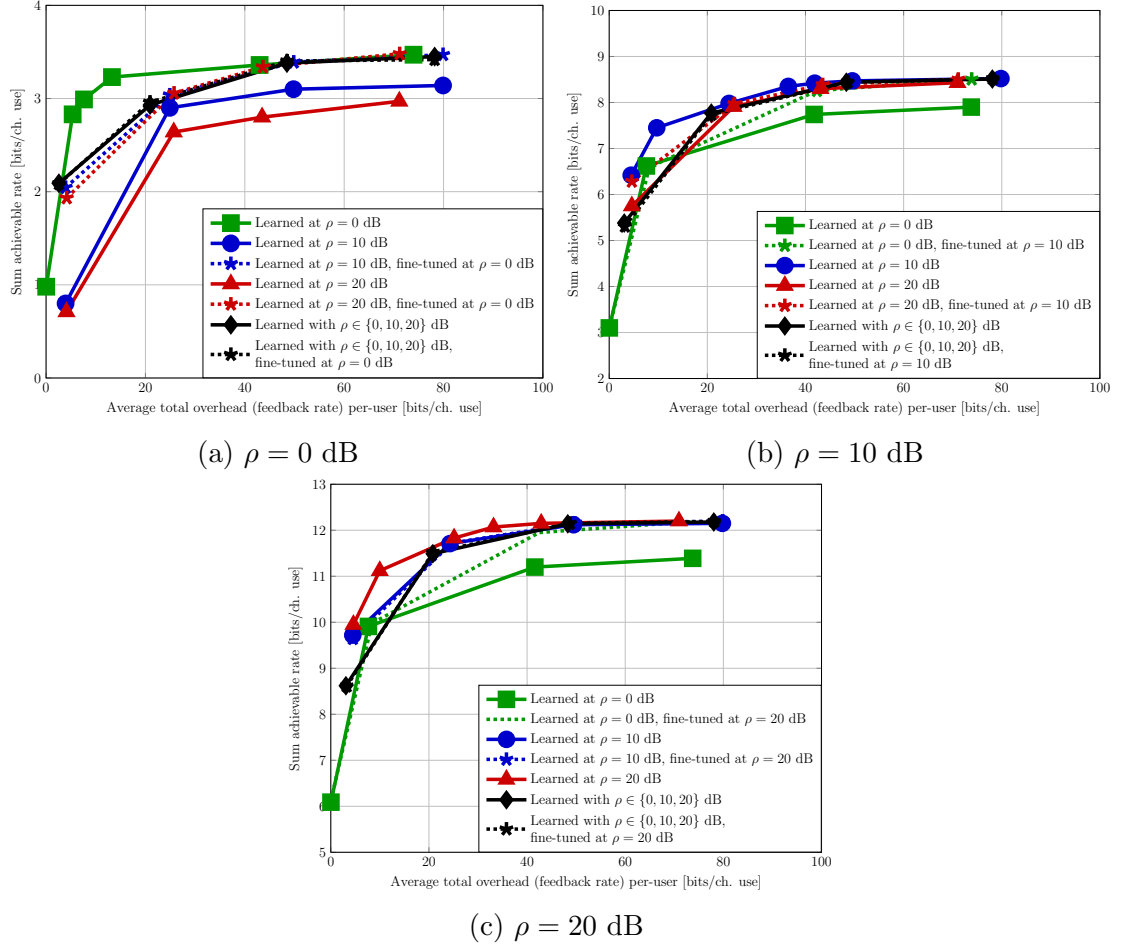 4
3
2
1
0
0
20
40
60
80
100
Sum achievable rate [bits/ch. use]
Average total overhead (feedback rate) per-user [bits/ch. use]
Learned at ρ = 0 dB
Learned at ρ = 10 dB
Learned at ρ = 10 dB, fine-tuned at ρ = 0 dB
Learned at ρ = 20 dB
Learned at ρ = 20 dB, fine-tuned at ρ = 0 dB
Learned with ρ ∈ {0, 10, 20} dB
Learned with ρ ∈ {0, 10, 20} dB,
fine-tuned at ρ = 0 dB
(a) ρ = 0 dB
10
9
8
7
6
5
4
3
2
0
20
40
60
80
100
Sum achievable rate [bits/ch. use]
Average total overhead (feedback rate) per-user [bits/ch. use]
Learned at ρ = 0 dB
Learned at ρ = 0 dB, fine-tuned at ρ = 10 dB
Learned at ρ = 10 dB
Learned at ρ = 20 dB
Learned at ρ = 20 dB, fine-tuned at ρ = 10 dB
Learned with ρ ∈ {0, 10, 20} dB
Learned with ρ ∈ {0, 10, 20} dB,
fine-tuned at ρ = 10 dB
(b) ρ = 10 dB
13
12
11
10
9
8
7
6
5
0
20
40
60
80
100
Sum achievable rate [bits/ch. use]
Average total overhead (feedback rate) per-user [bits/ch. use]
Learned at ρ = 0 dB
Learned at ρ = 0 dB, fine-tuned at ρ = 20 dB
Learned at ρ = 10 dB
Learned at ρ = 10 dB, fine-tuned at ρ = 20 dB
Learned at ρ = 20 dB
Learned with ρ ∈ {0, 10, 20} dB
Learned with ρ ∈ {0, 10, 20} dB,
fine-tuned at ρ = 20 dB
(c) ρ = 20 dB